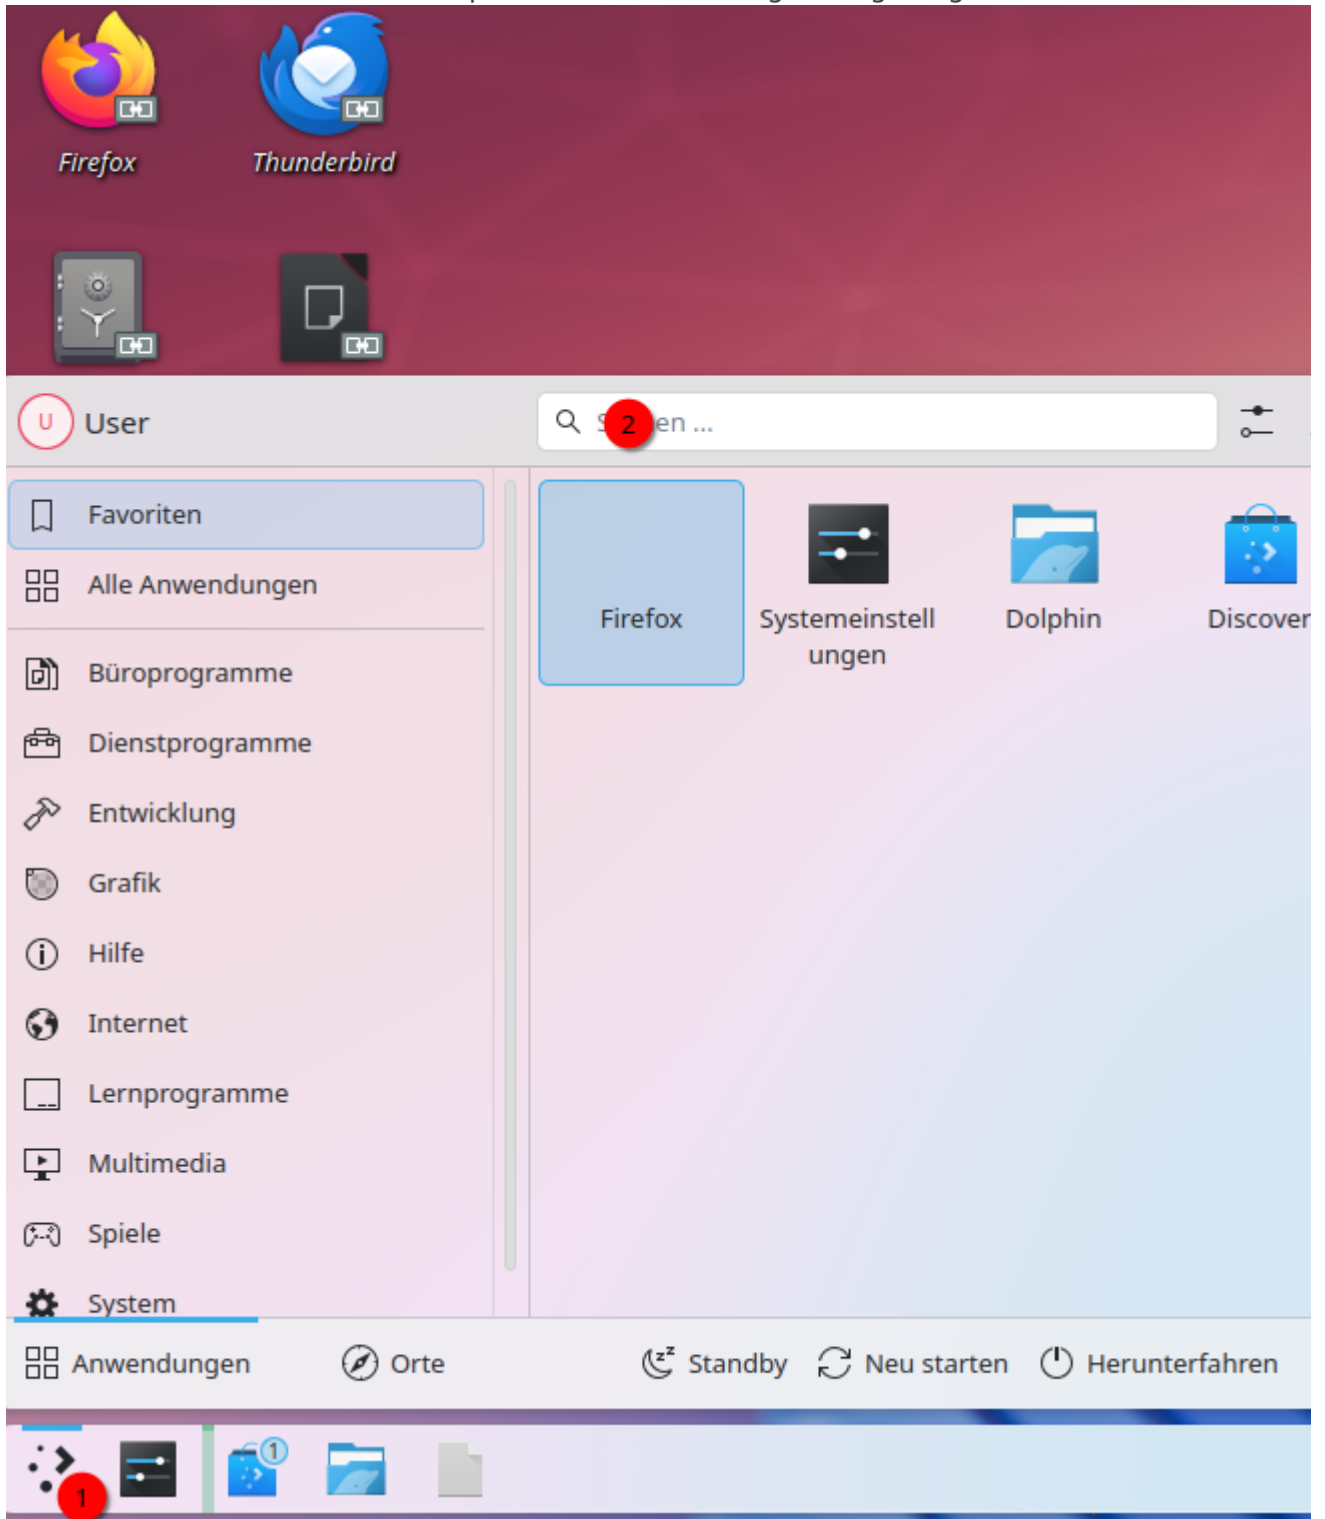 Firefox
Thunderbird
U
User
2
en ...
Favoriten
Alle Anwendungen
Büroprogramme
Dienstprogramme
Entwicklung
Grafik
Hilfe
Internet
Lernprogramme
Multimedia
Spiele
System
Firefox
Systemeinstell
ungen
Dolphin
Discover
Anwendungen
Orte
Standby
Neu starten
Herunterfahren
1
1